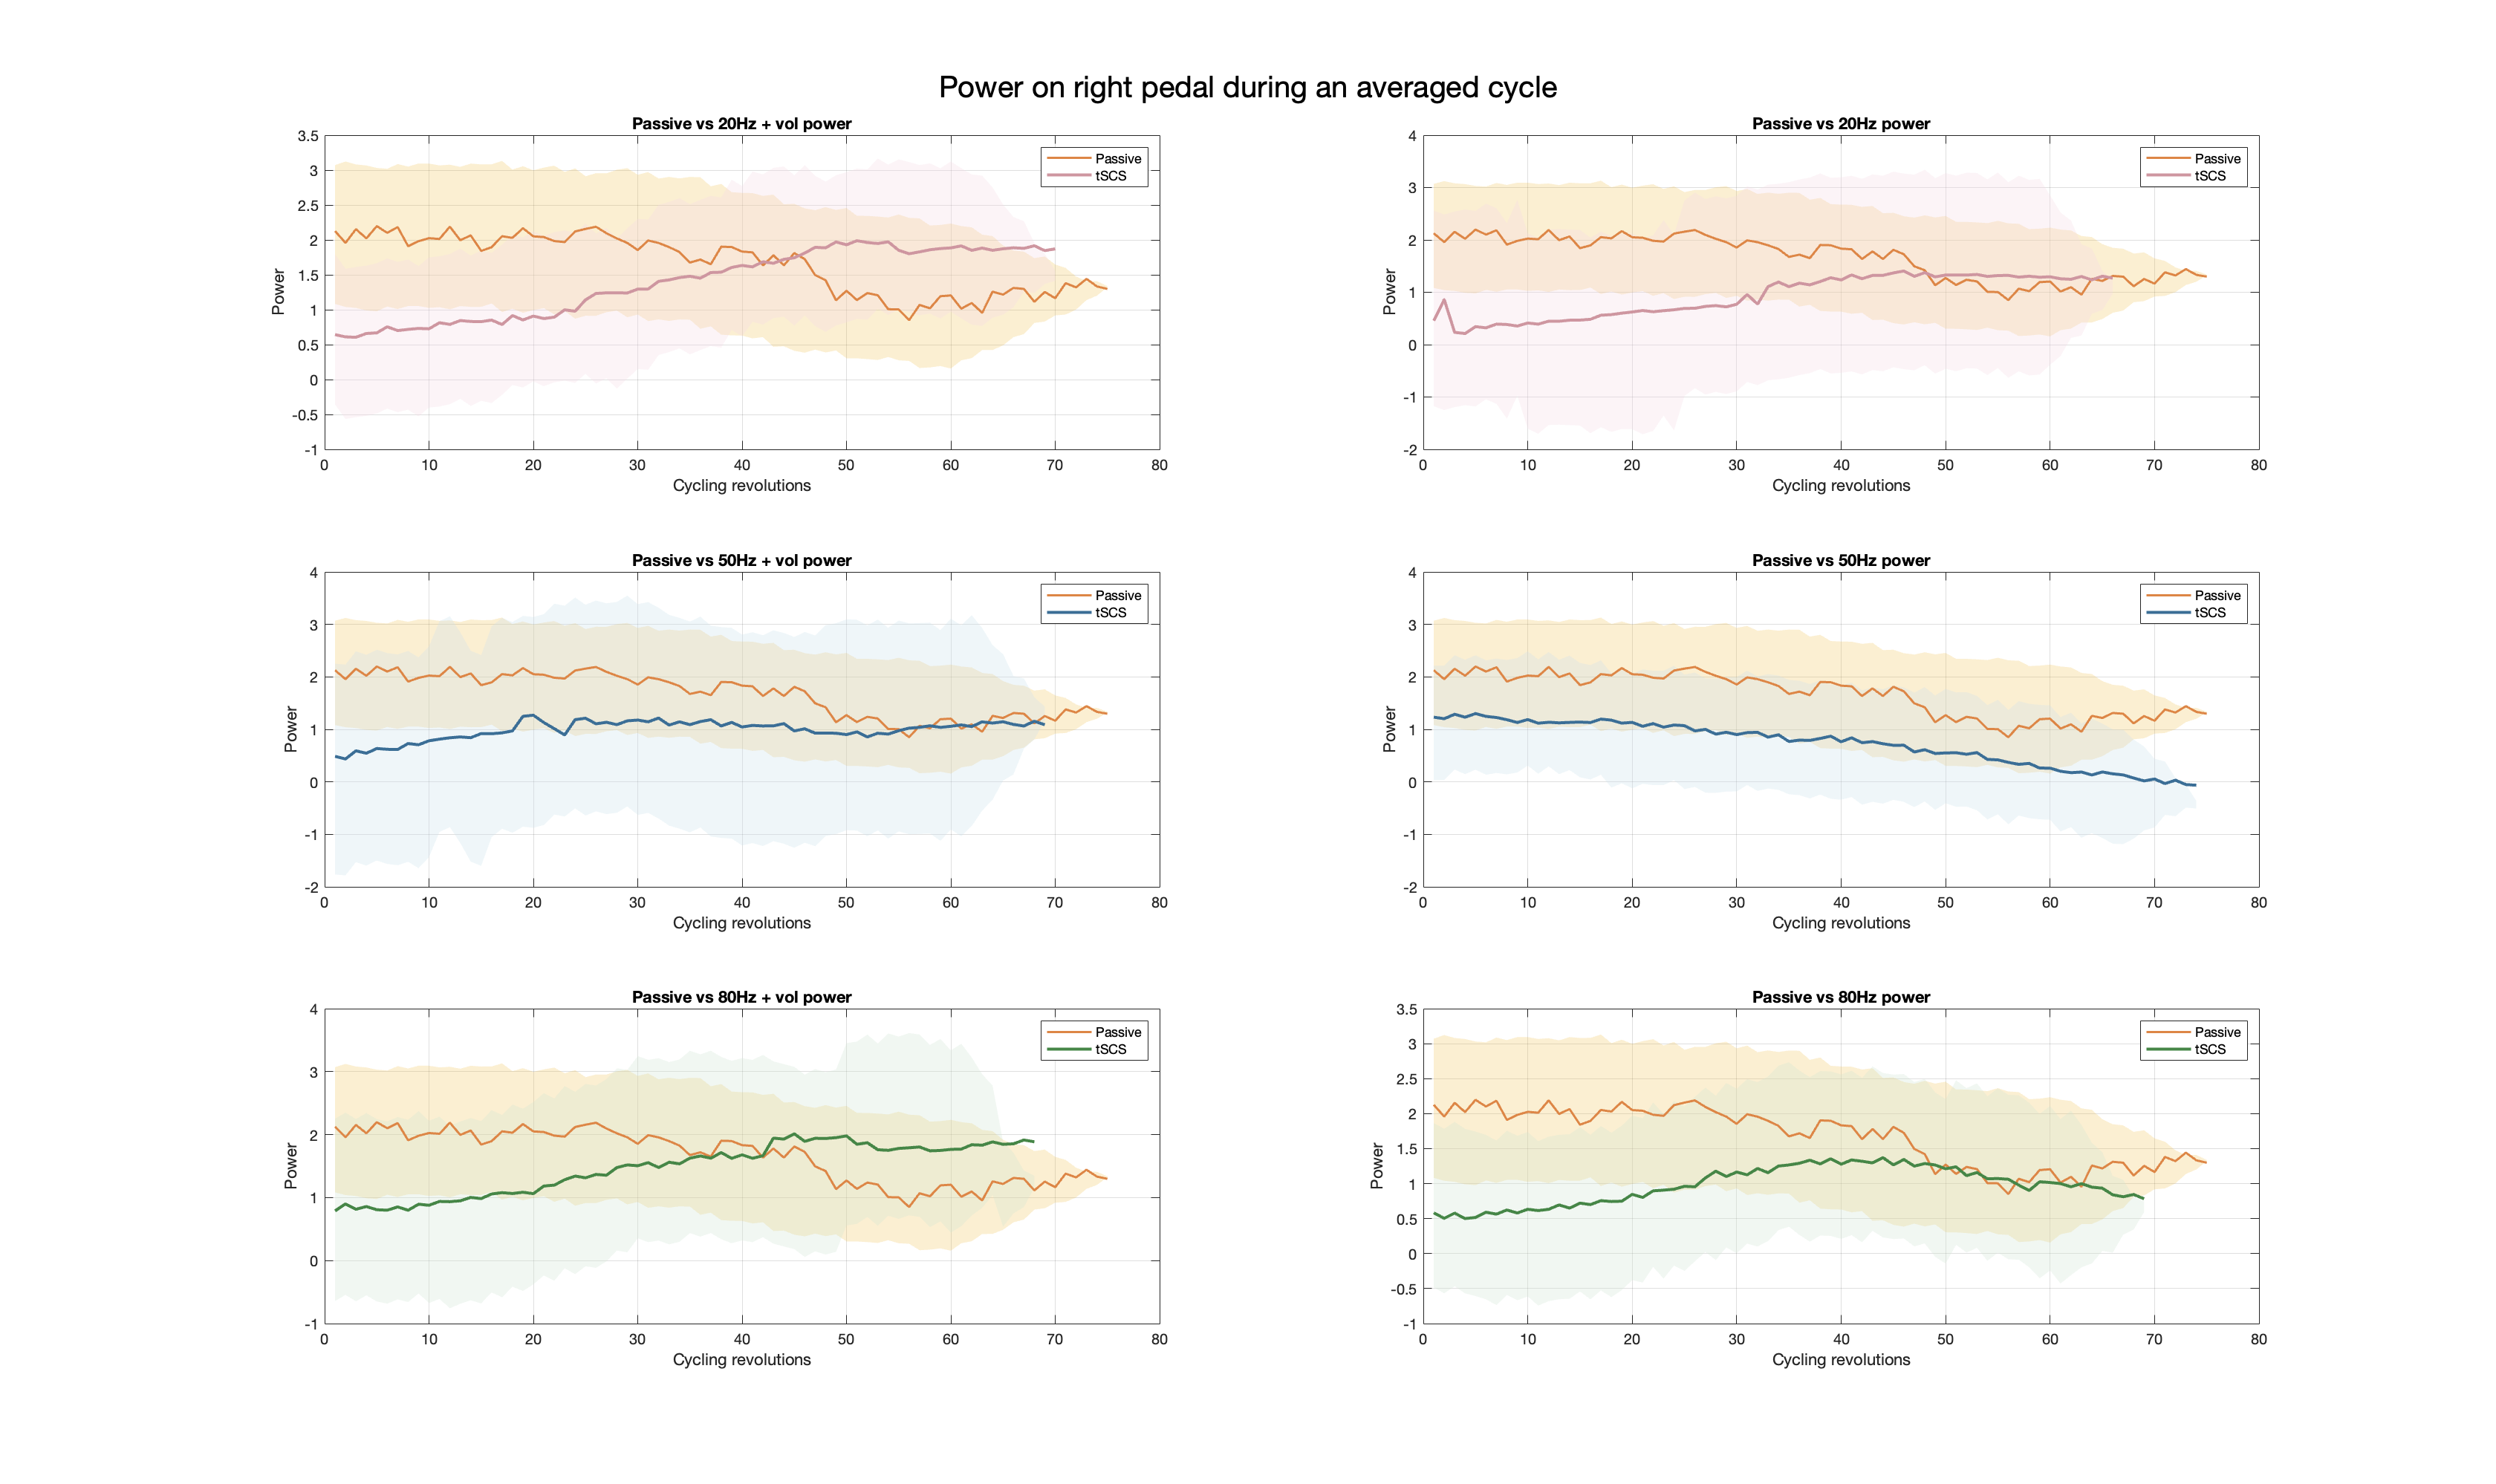 Power on right pedal during an averaged cycle
Passive vs 20Hz + vol power
3.5
3
2.5
2
1.5
1
0.5
0
-0.5
-1
Power
Passive
tSCS
0 10 20 30 40 50 60 70 80
Cycling revolutions
Passive vs 20Hz power
4
3
2
1
0
-1
-2
Power
Passive
tSCS
0 10 20 30 40 50 60 70 80
Cycling revolutions
Passive vs 50Hz + vol power
4
3
2
1
0
-1
-2
Power
Passive
tSCS
0 10 20 30 40 50 60 70 80
Cycling revolutions
Passive vs 50Hz power
4
3
2
1
0
-1
-2
Power
Passive
tSCS
0 10 20 30 40 50 60 70 80
Cycling revolutions
Passive vs 80Hz + vol power
4
3
2
1
0
-1
Power
Passive
tSCS
0 10 20 30 40 50 60 70 80
Cycling revolutions
Passive vs 80Hz power
3.5
3
2.5
2
1.5
1
0.5
0
-0.5
-1
Power
Passive
tSCS
0 10 20 30 40 50 60 70 80
Cycling revolutions